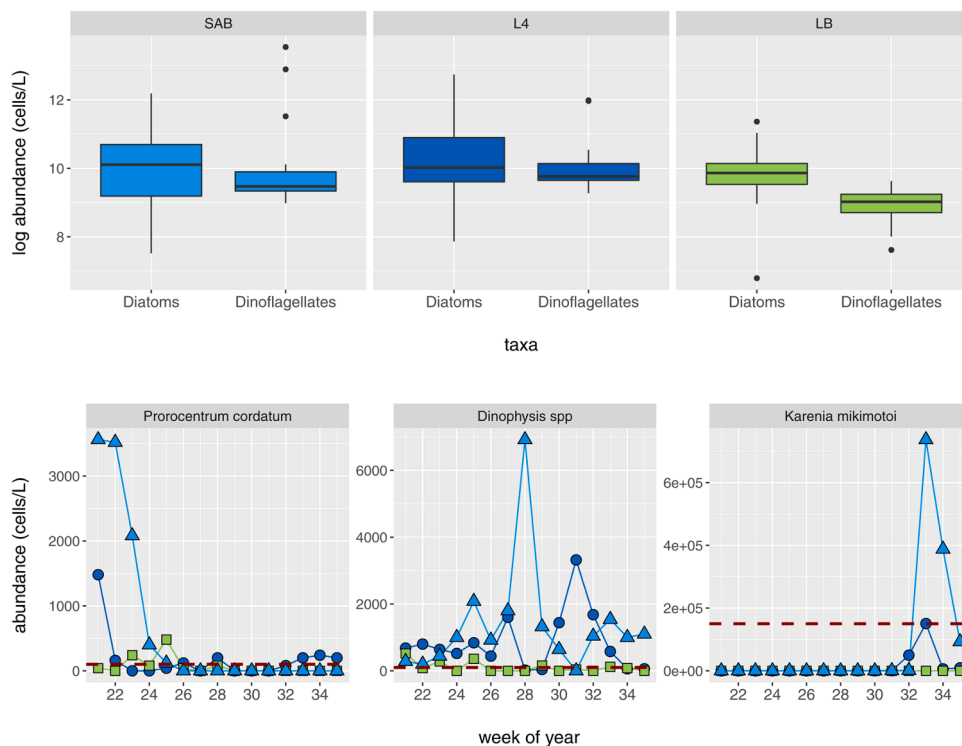 SAB L4 LB
log abundance (cells/L)
12
10
8
Diatoms Dinoflagellates Diatoms Dinoflagellates Diatoms Dinoflagellates
taxa
Prorocentrum cordatum Dinophysis spp Karenia mikimotoi
abundance (cells/L)
3000
2000
1000
0
6000
4000
2000
0
6e+05
4e+05
2e+05
0e+00
22 24 26 28 30 32 34 22 24 26 28 30 32 34 22 24 26 28 30 32 34
week of year